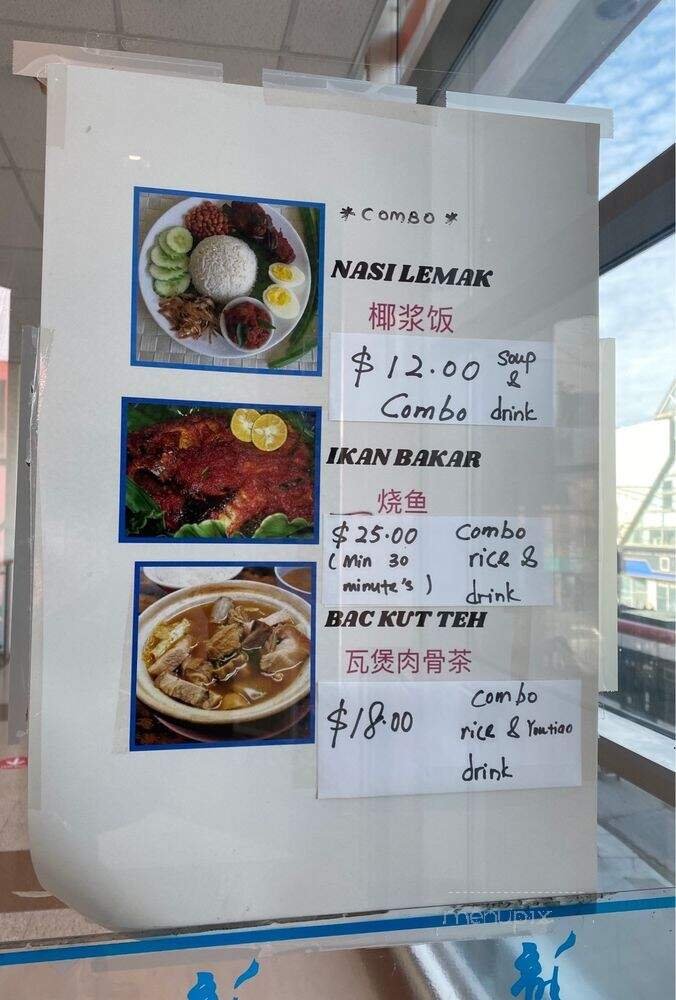 * COMBO *
NASI LEMAK
椰浆饭
$12.00 Soup
&
Combo drink
IKAN BAKAR
烧鱼
$25.00 Combo
(Min 30 rice &
minute's) drink
BAC KUT TEH
瓦煲肉骨茶
combo
$18.00 rice & Youtiao
drink
menupix